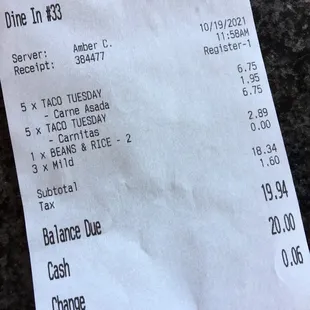 Dine In #33
10/19/2021
Server: Amber C. 11:58AM
Receipt: 384477 Register-1
5 x TACO TUESDAY 6.75
- Carne Asada 1.95
5 x TACO TUESDAY 6.75
- Carnitas
1 x BEANS & RICE - 2 2.89
3 x Mild 0.00
Subtotal 18.34
Tax 1.60
Balance Due 19.94
Cash 20.00
Change 0.06